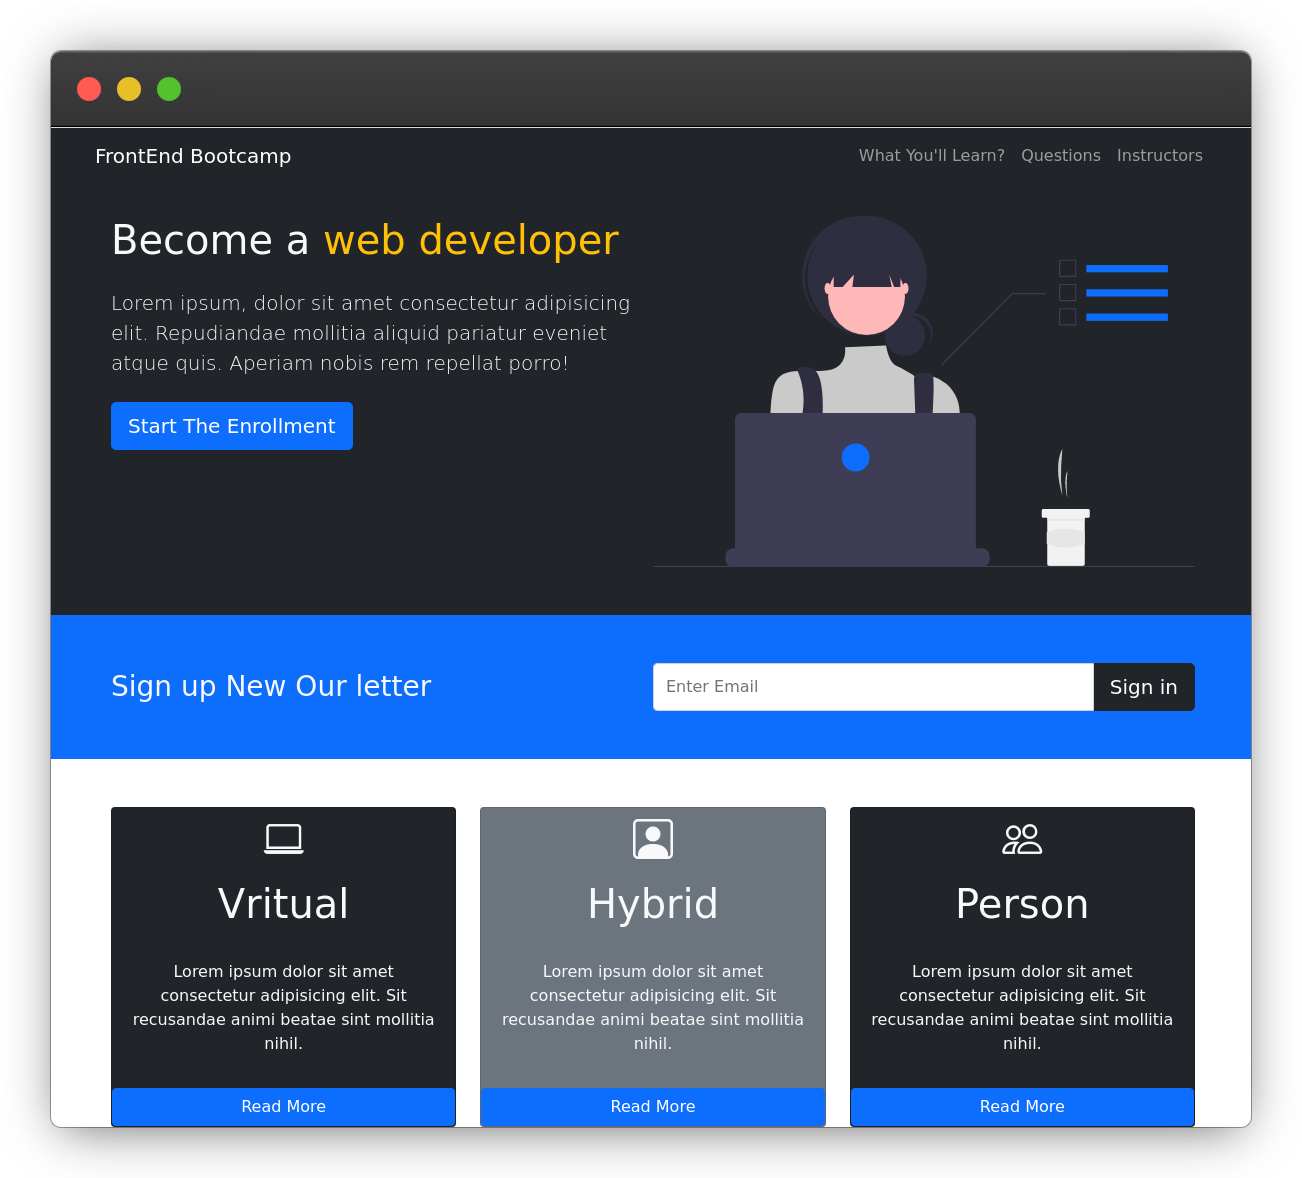 FrontEnd Bootcamp
What You'll Learn? Questions Instructors
Become a web developer
Lorem ipsum, dolor sit amet consectetur adipisicing
elit. Repudiandae mollitia aliquid pariatur eveniet
atque quis. Aperiam nobis rem repellat porro!
Start The Enrollment
Sign up New Our letter
Enter Email
Sign in
Vritual
Lorem ipsum dolor sit amet
consectetur adipisicing elit. Sit
recusandae animi beatae sint mollitia
nihil.
Read More
Hybrid
Lorem ipsum dolor sit amet
consectetur adipisicing elit. Sit
recusandae animi beatae sint mollitia
nihil.
Read More
Person
Lorem ipsum dolor sit amet
consectetur adipisicing elit. Sit
recusandae animi beatae sint mollitia
nihil.
Read More